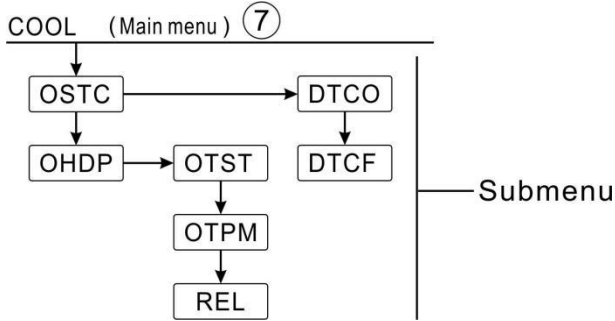 COOL (Main menu) 7
OSTC DTCO
OHDP OTST DTCF
Submenu
OTPM
REL